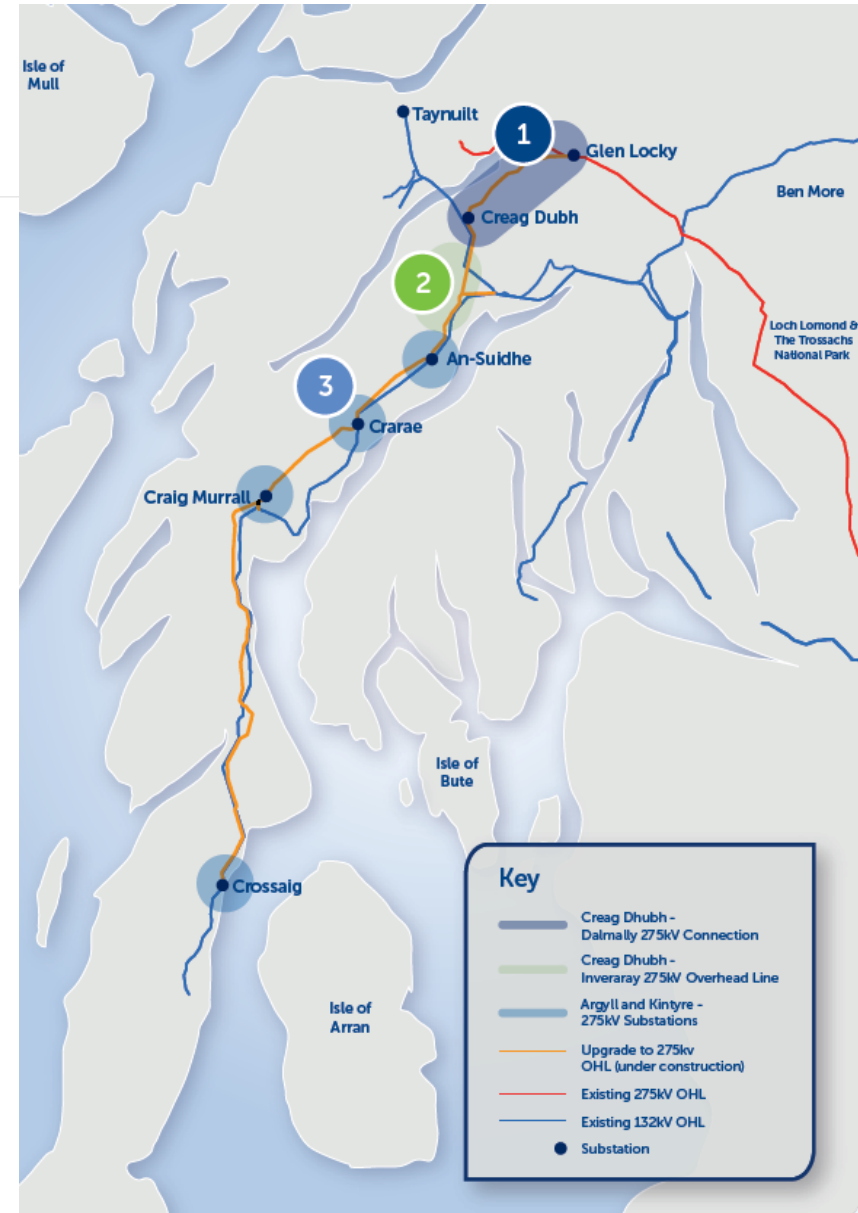 Isle of
Mull
Taynuilt
1
Glen Locky
Ben More
Creag Dubh
2
Loch Lomond &
The Trossachs
National Park
An-Suidhe
3
Crarae
Craig Murrall
Isle of
Bute
Crossaig
Isle of
Arran
Key
Creag Dhubh -
Dalmally 275kV Connection
Creag Dhubh -
Inveraray 275kV Overhead Line
Argyll and Kintyre -
275kV Substations
Upgrade to 275kv
OHL (under construction)
Existing 275kV OHL
Existing 132kV OHL
Substation